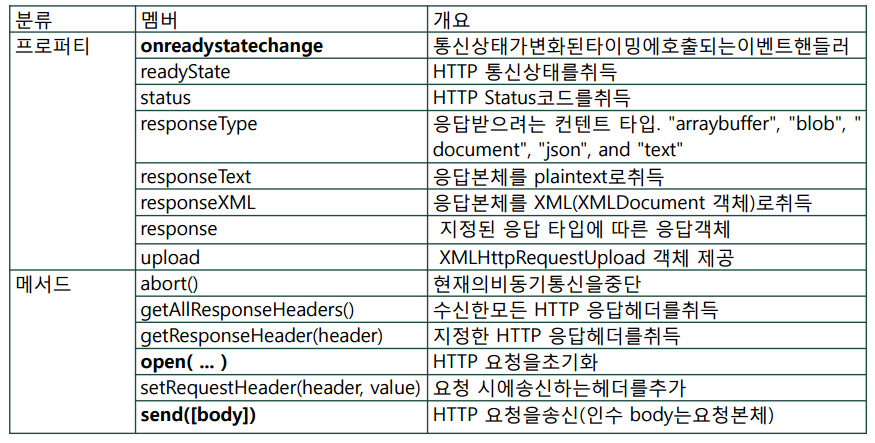 분류 멤버 개요
프로퍼티 onreadystatechange 통신상태가변화된타이밍에호출되는이벤트핸들러
readyState HTTP 통신상태를취득
status HTTP Status코드를취득
responseType 응답받으려는 컨텐트 타입. "arraybuffer", "blob", "
document", "json", and "text"
responseText 응답본체를 plaintext로취득
responseXML 응답본체를 XML(XMLDocument 객체)로취득
response 지정된 응답 타입에 따른 응답객체
upload XMLHttpRequestUpload 객체 제공
메서드 abort() 현재의비동기통신을중단
getAllResponseHeaders() 수신한모든 HTTP 응답헤더를취득
getResponseHeader(header) 지정한 HTTP 응답헤더를취득
open( ... ) HTTP 요청을초기화
setRequestHeader(header, value) 요청 시에송신하는헤더를추가
send([body]) HTTP 요청을송신(인수 body는요청본체)